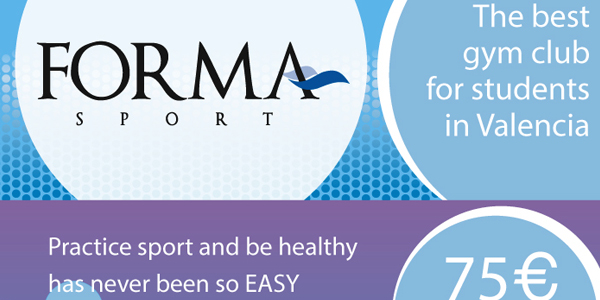 FORMA
SPORT
The best
gym club
for students
in Valencia
Practice sport and be healthy
has never been so EASY
75€